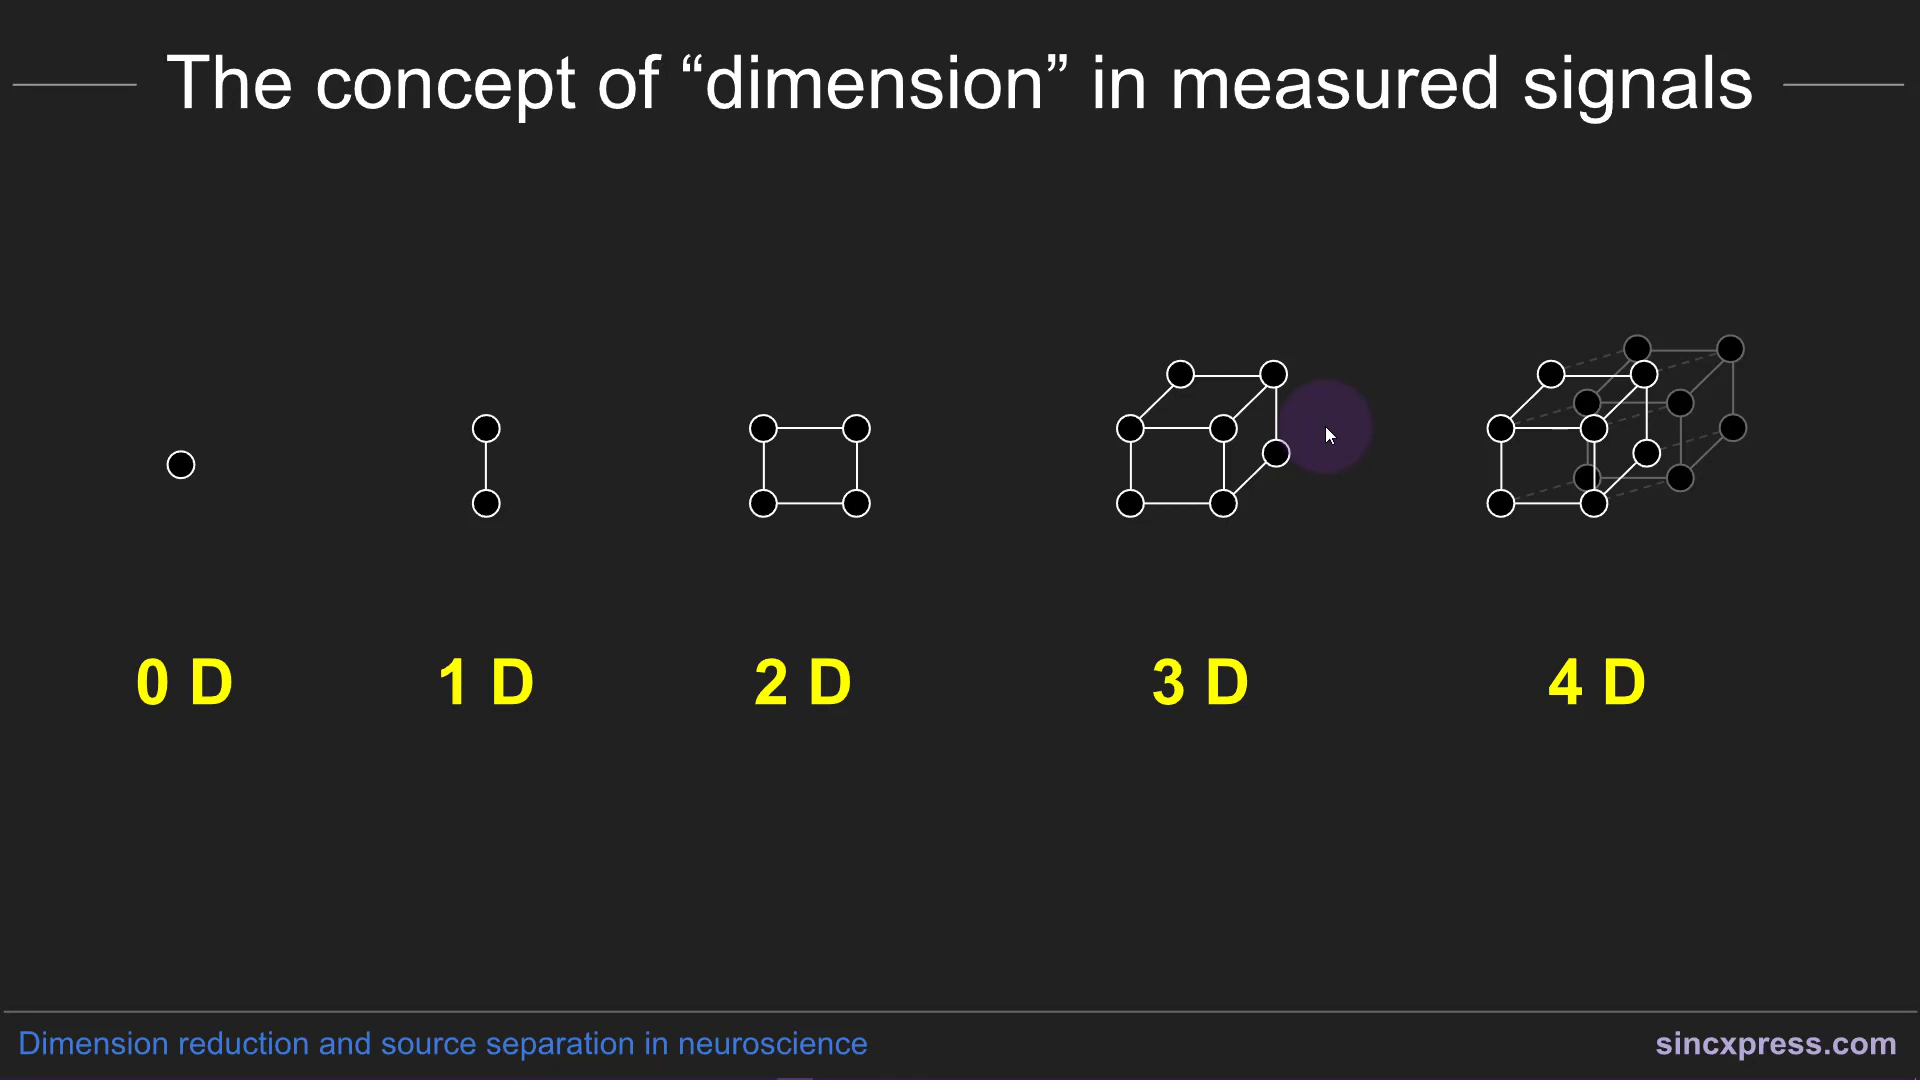 The concept of “dimension” in measured signals
0 D
1 D
2 D
3 D
4 D
Dimension reduction and source separation in neuroscience
sincxpress.com